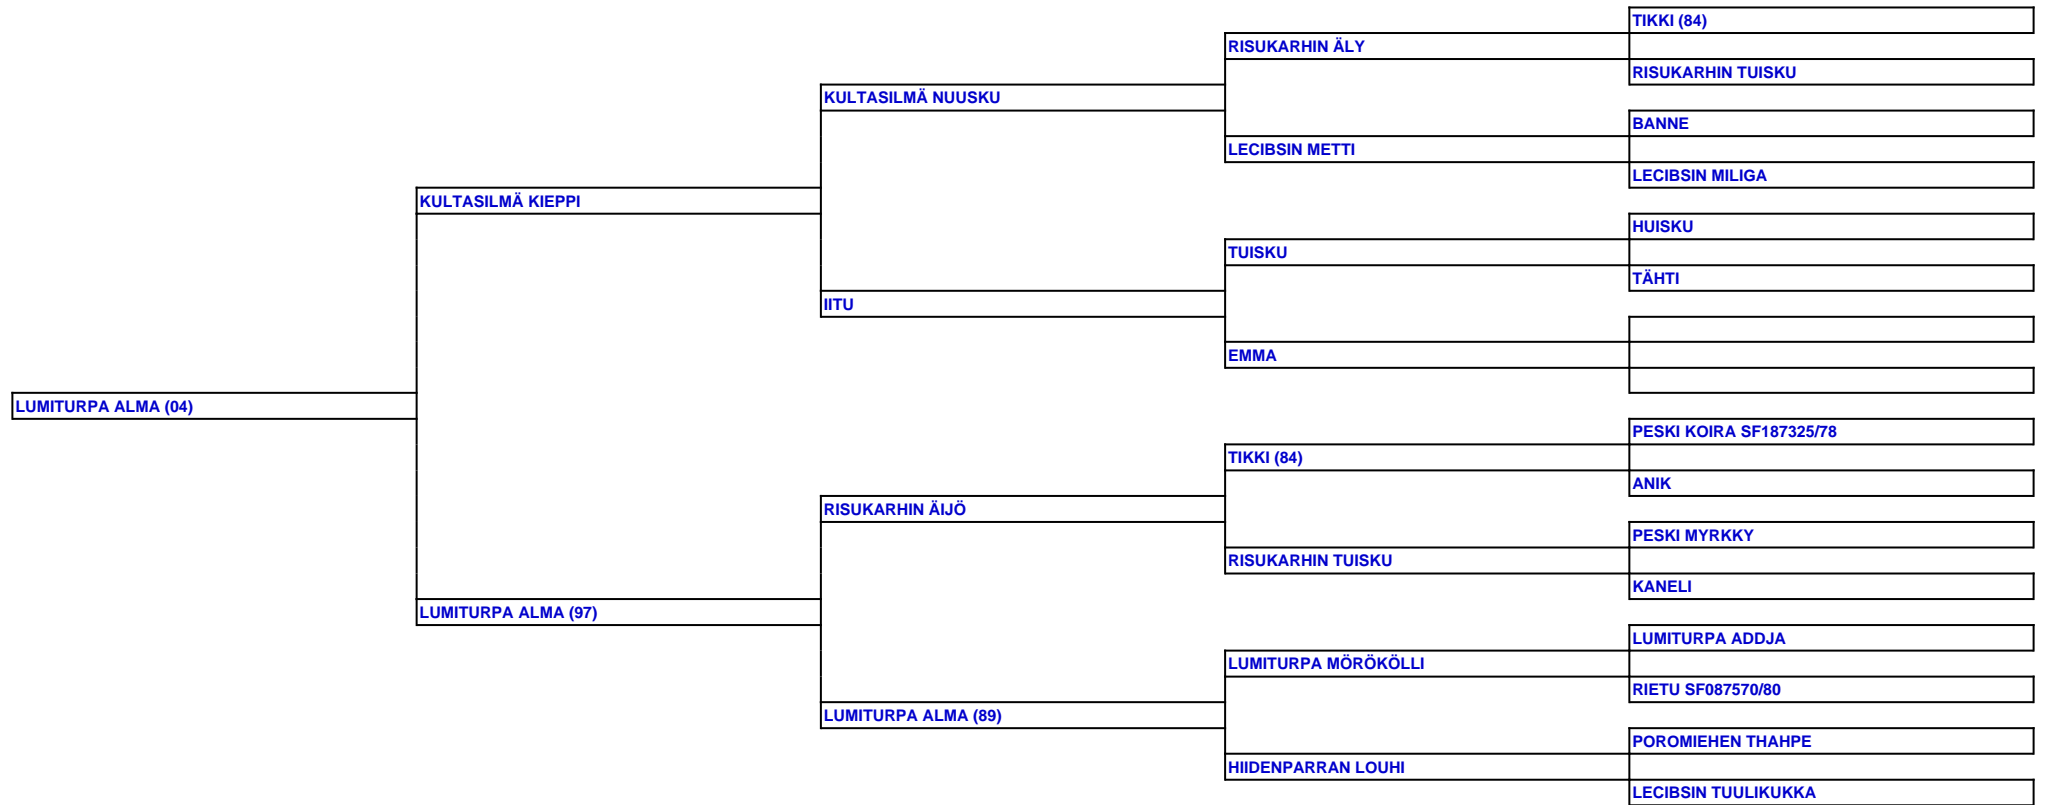 TIKKI (84)
RISUKARHIN ÄLY
RISUKARHIN TUISKU
KULTASILMÄ NUUSKU
BANNE
LECIBSIN METTI
LECIBSIN MILIGA
KULTASILMÄ KIEPPI
HUISKU
TUISKU
TÄHTI
IITU
EMMA
LUMITURPA ALMA (04)
PESKI KOIRA SF187325/78
TIKKI (84)
ANIK
RISUKARHIN ÄIJÖ
PESKI MYRKKY
RISUKARHIN TUISKU
KANELI
LUMITURPA ALMA (97)
LUMITURPA ADDJA
LUMITURPA MÖRÖKÖLLI
RIETU SF087570/80
LUMITURPA ALMA (89)
POROMIEHEN THAHPE
HIIDENPARRAN LOUHI
LECIBSIN TUULIKUKKA